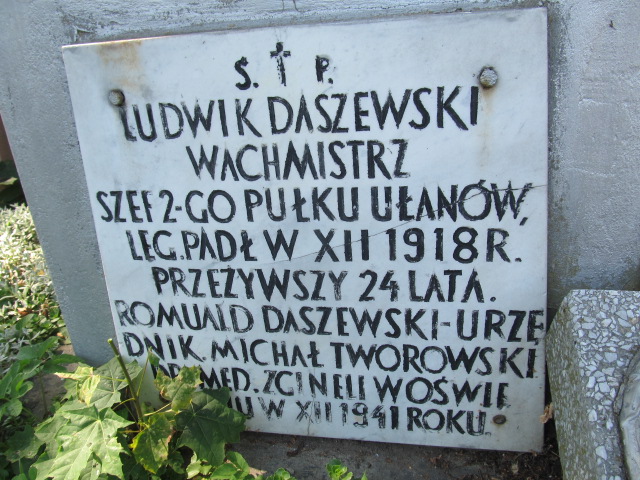 Ś. † P.
LUDWIK DASZEWSKI
WACHMISTRZ
SZEF 2-GO PUŁKU UŁANÓW,
LEG. PADŁ W XII 1918 R.
PRZEŻYWSZY 24 LATA.
ROMUALD DASZEWSKI-URZĘ
DNIK. MICHAŁ TWOROWSKI
MED. ZGINELI W OŚWIĘ
W XII 1941 ROKU.